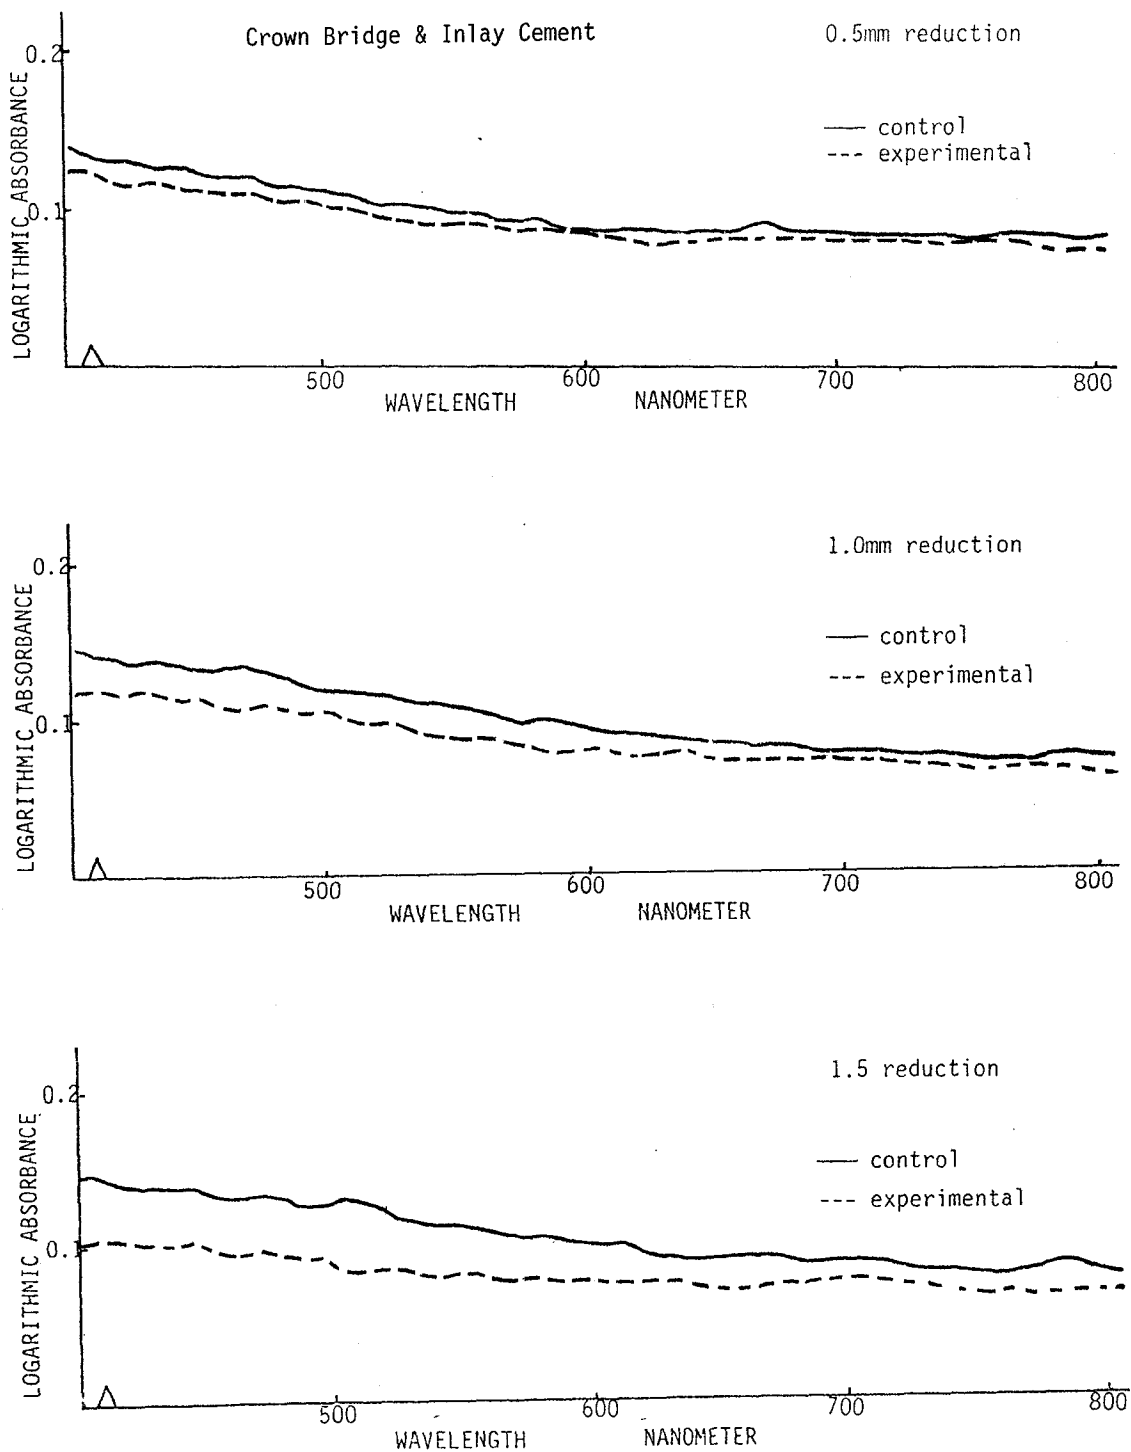 Crown Bridge & Inlay Cement
0.5mm reduction
0.2
control
experimental
LOGARITHMIC ABSORBANCE
0.1
500
600
700
800
WAVELENGTH NANOMETER
1.0mm reduction
0.2
control
experimental
LOGARITHMIC ABSORBANCE
0.1
500
600
700
800
WAVELENGTH NANOMETER
1.5 reduction
0.2
control
experimental
LOGARITHMIC ABSORBANCE
0.1
500
600
700
800
WAVELENGTH NANOMETER